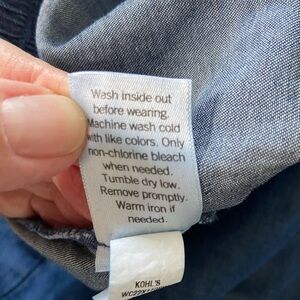 Wash inside out
before wearing.
Machine wash cold
with like colors. Only
non-chlorine bleach
when needed.
Tumble dry low.
Remove promptly.
Warm iron if
needed.
KOHL'S